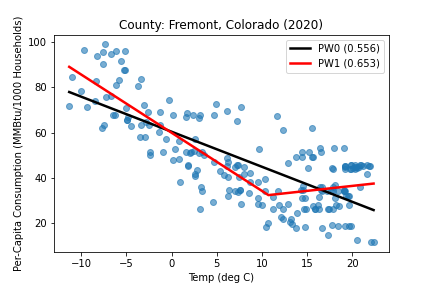 County: Fremont, Colorado (2020)
PW0 (0.556)
PW1 (0.653)
Per-Capita Consumption (MMBtu/1000 Households)
100
80
60
40
20
−10 −5 0 5 10 15 20
Temp (deg C)